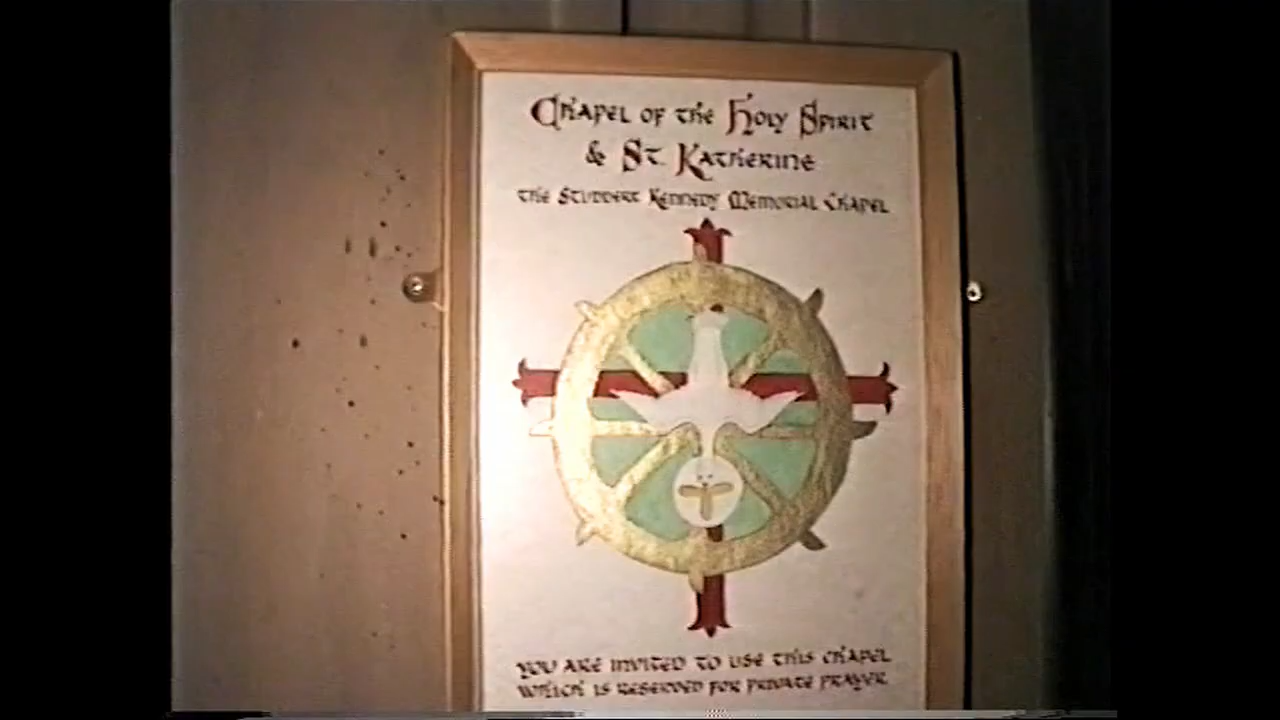 Chapel of the Holy Spirit
& St. Katherine
The Studdert Kennedy Memorial Chapel
You are invited to use this chapel
which is reserved for private prayer